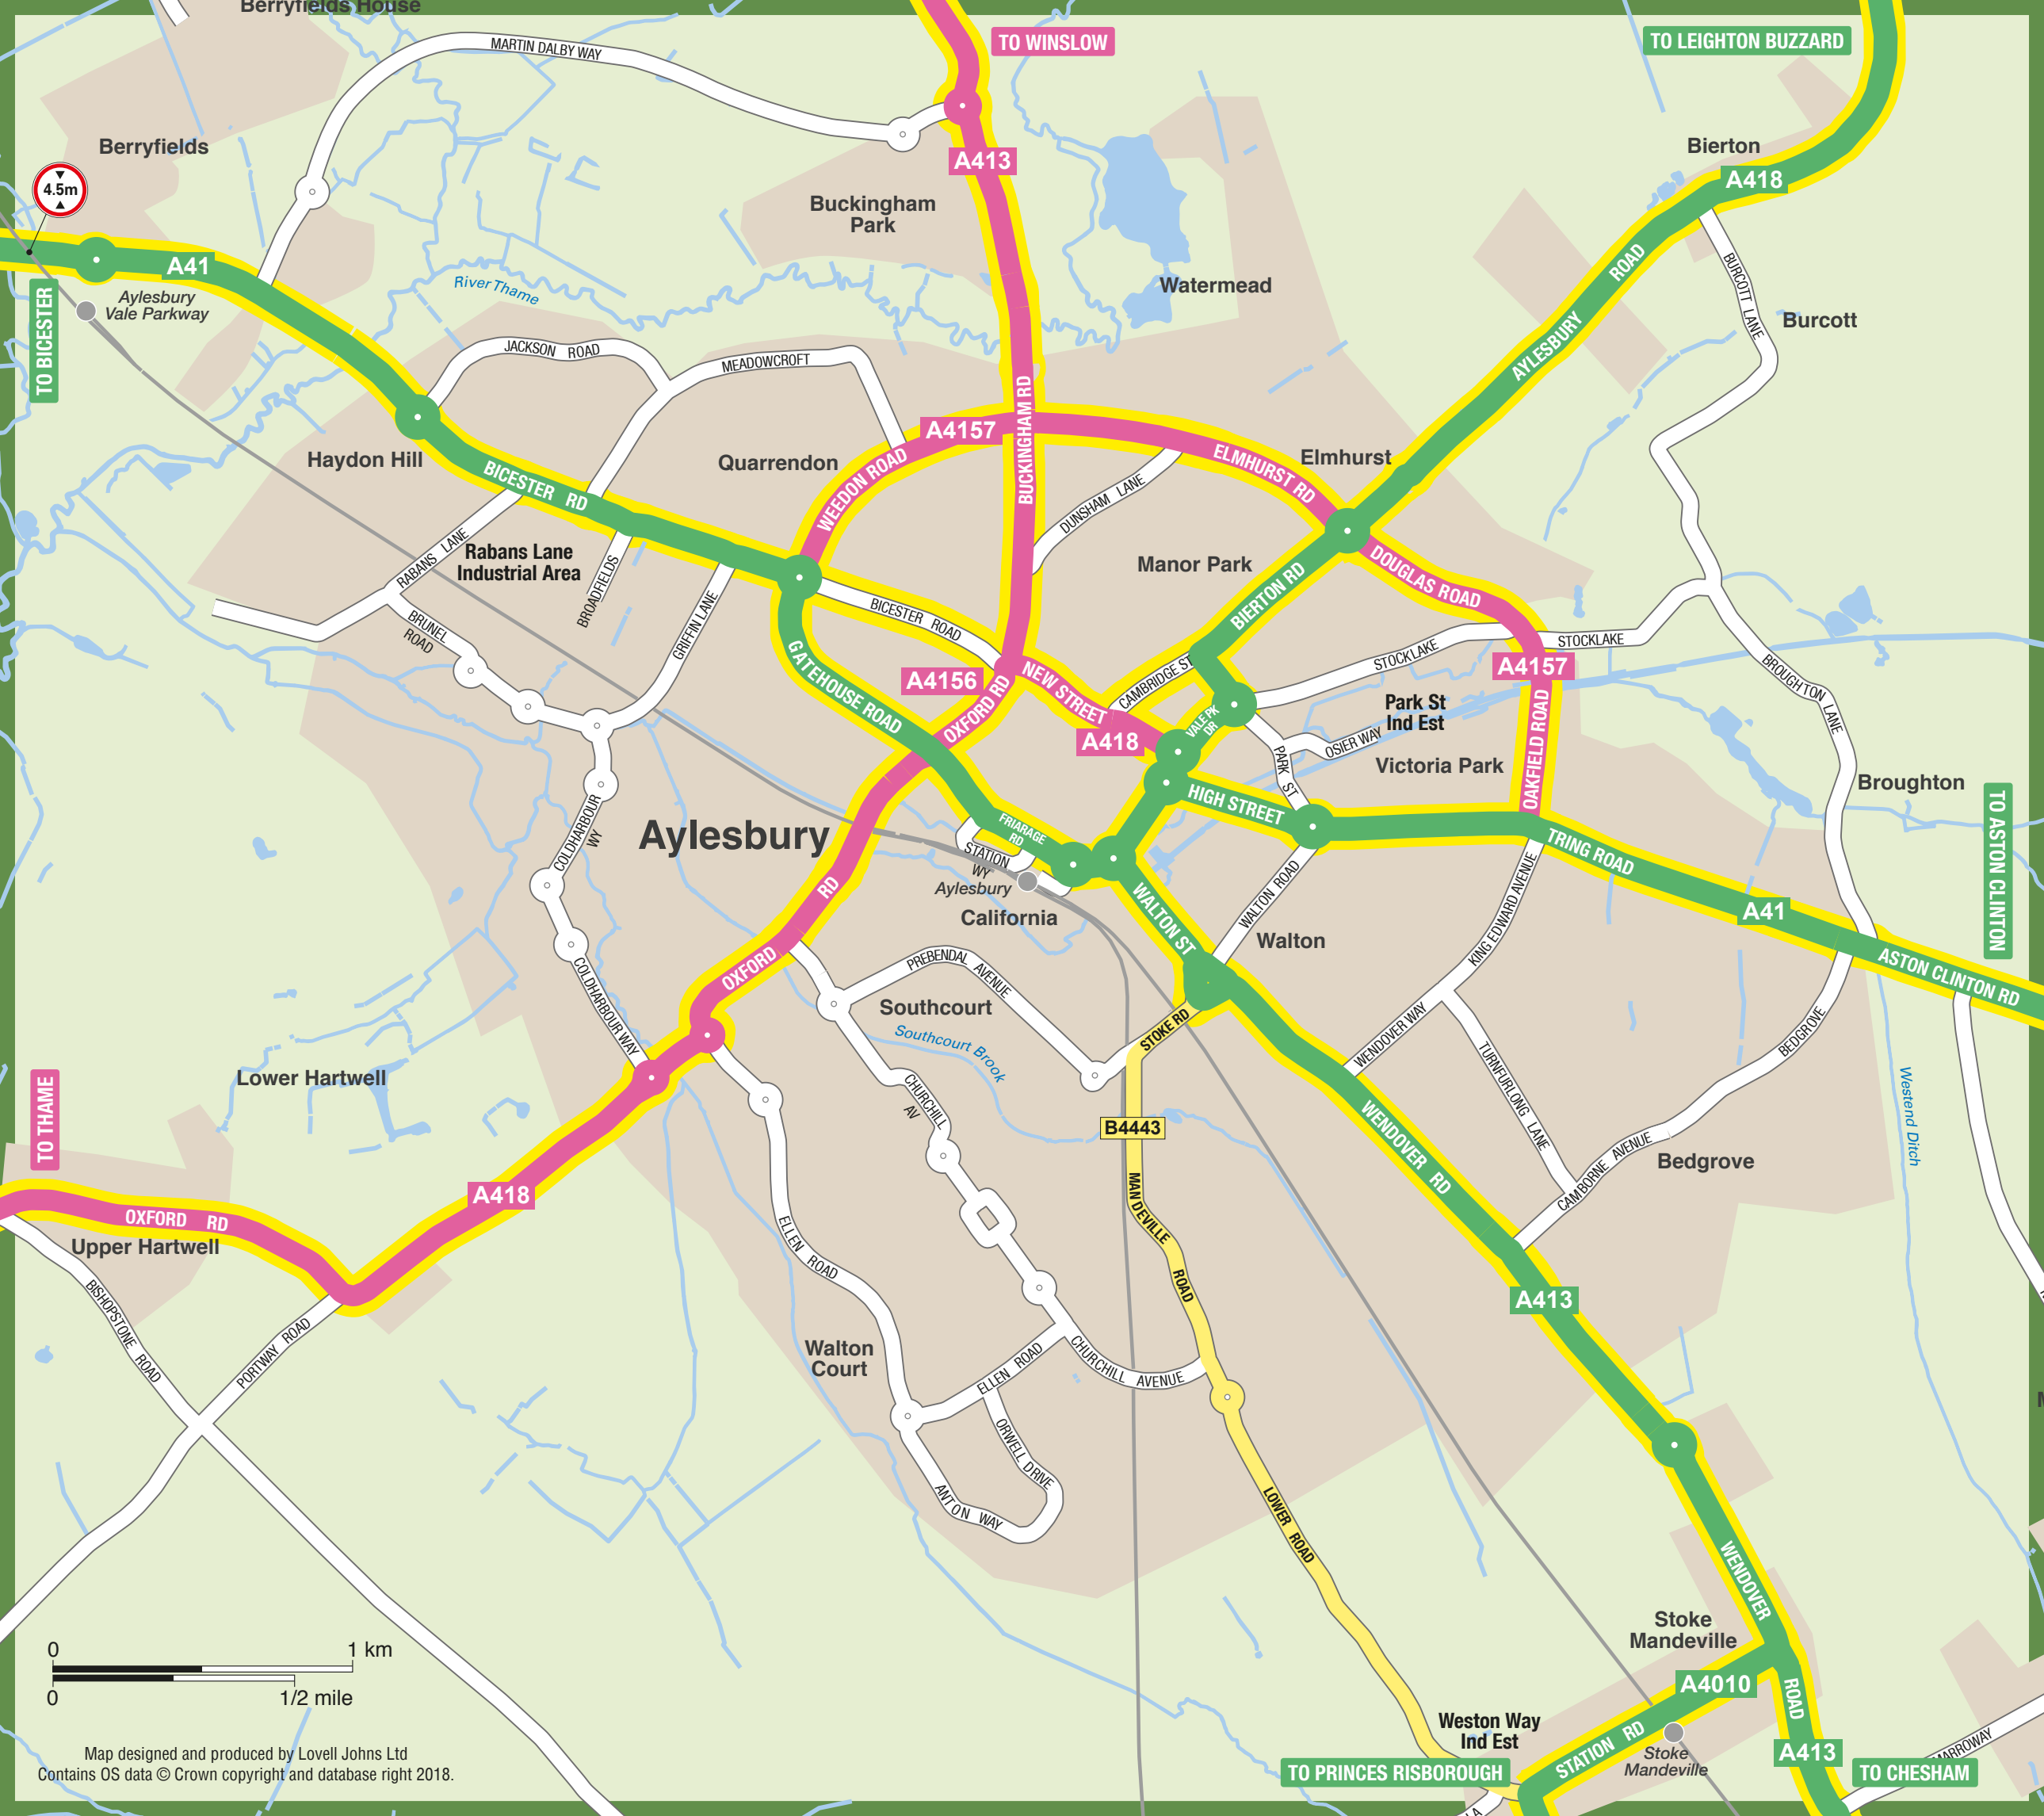 Berryfields House
MARTIN DALBY WAY
TO WINSLOW
TO LEIGHTON BUZZARD
Berryfields
Bierton
4.5m
A413
A418
Buckingham
Park
A41
River Thame
Watermead
BURCOTT LANE
Burcott
Aylesbury
Vale Parkway
TO BICESTER
AYLESBURY ROAD
JACKSON ROAD
MEADOWCROFT
BUCKINGHAM RD
A4157
Haydon Hill
Quarrendon
WEEDON ROAD
ELMHURST RD
Elmhurst
BICESTER RD
DUNSHAM LANE
RABANS LANE
Rabans Lane
Industrial Area
Manor Park
BROADFIELDS
BRUNEL
ROAD
GRIFFIN LANE
BICESTER ROAD
BIERTON RD
DOUGLAS ROAD
STOCKLAKE
STOCKLAKE
GATEHOUSE ROAD
A4156
OXFORD RD
NEW STREET
CAMBRIDGE ST
A4157
BROUGHTON LANE
A418
VALE PK
DR
Park St
Ind Est
OSIER WAY
PARK ST
Victoria Park
OAKFIELD ROAD
Broughton
HIGH STREET
TO ASTON CLINTON
COLDHARBOUR
WY
Aylesbury
FRIARAGE
RD
STATION
WY
Aylesbury
TRING ROAD
RD
California
WALTON ST
WALTON ROAD
Walton
KING EDWARD AVENUE
A41
ASTON CLINTON RD
OXFORD
PREBENDAL AVENUE
COLDHARBOUR WAY
Southcourt
Southcourt Brook
STOKE RD
WENDOVER WAY
BEDGROVE
TURNFURLONG LANE
TO THAME
Lower Hartwell
CHURCHILL
AV
B4443
WENDOVER RD
Westend Ditch
CAMBORNE AVENUE
Bedgrove
A418
OXFORD RD
Upper Hartwell
MANDEVILLE ROAD
ELLEN ROAD
A413
BISHOPSTONE ROAD
PORTWAY ROAD
Walton
Court
ELLEN ROAD
CHURCHILL AVENUE
ORWELL DRIVE
ANTON WAY
LOWER ROAD
WENDOVER ROAD
Stoke
Mandeville
0 1 km
0 1/2 mile
A4010
Weston Way
Ind Est
STATION RD
Stoke
Mandeville
A413
MARROWAY
TO PRINCES RISBOROUGH
TO CHESHAM
Map designed and produced by Lovell Johns Ltd
Contains OS data © Crown copyright and database right 2018.